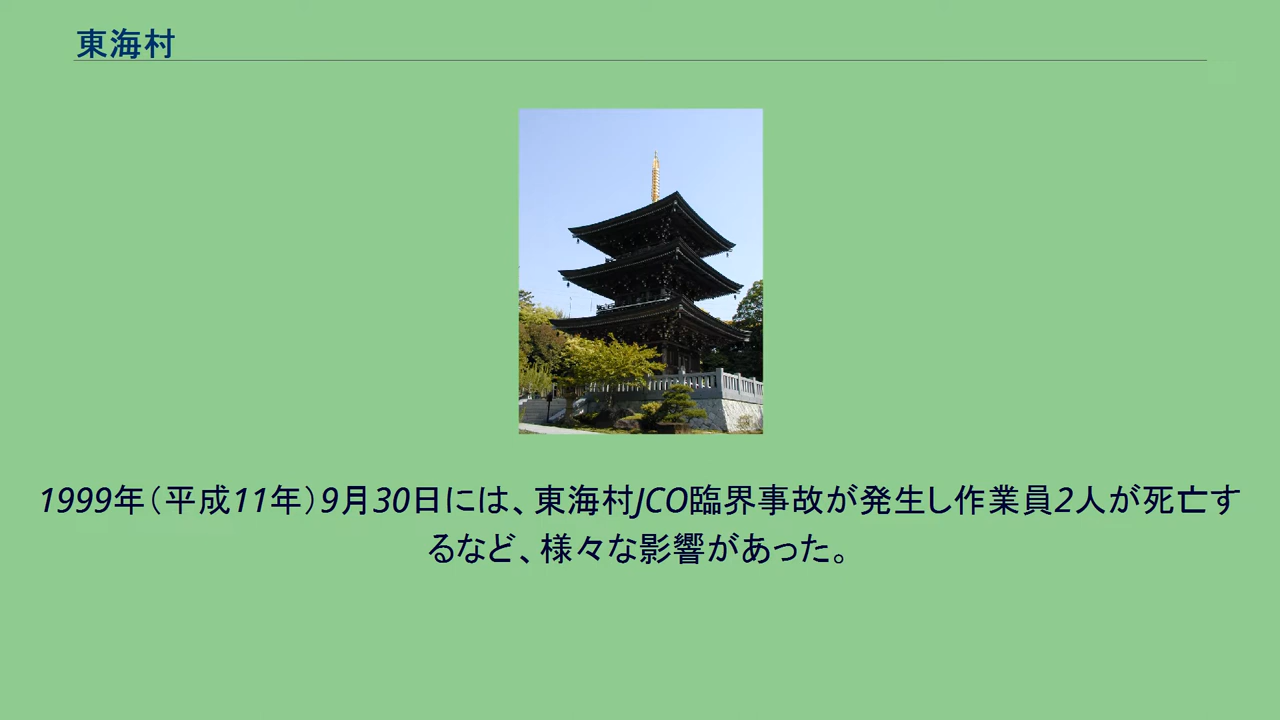 東海村
1999年（平成11年）9月30日には、東海村JCO臨界事故が発生し作業員2人が死亡す
るなど、様々な影響があった。